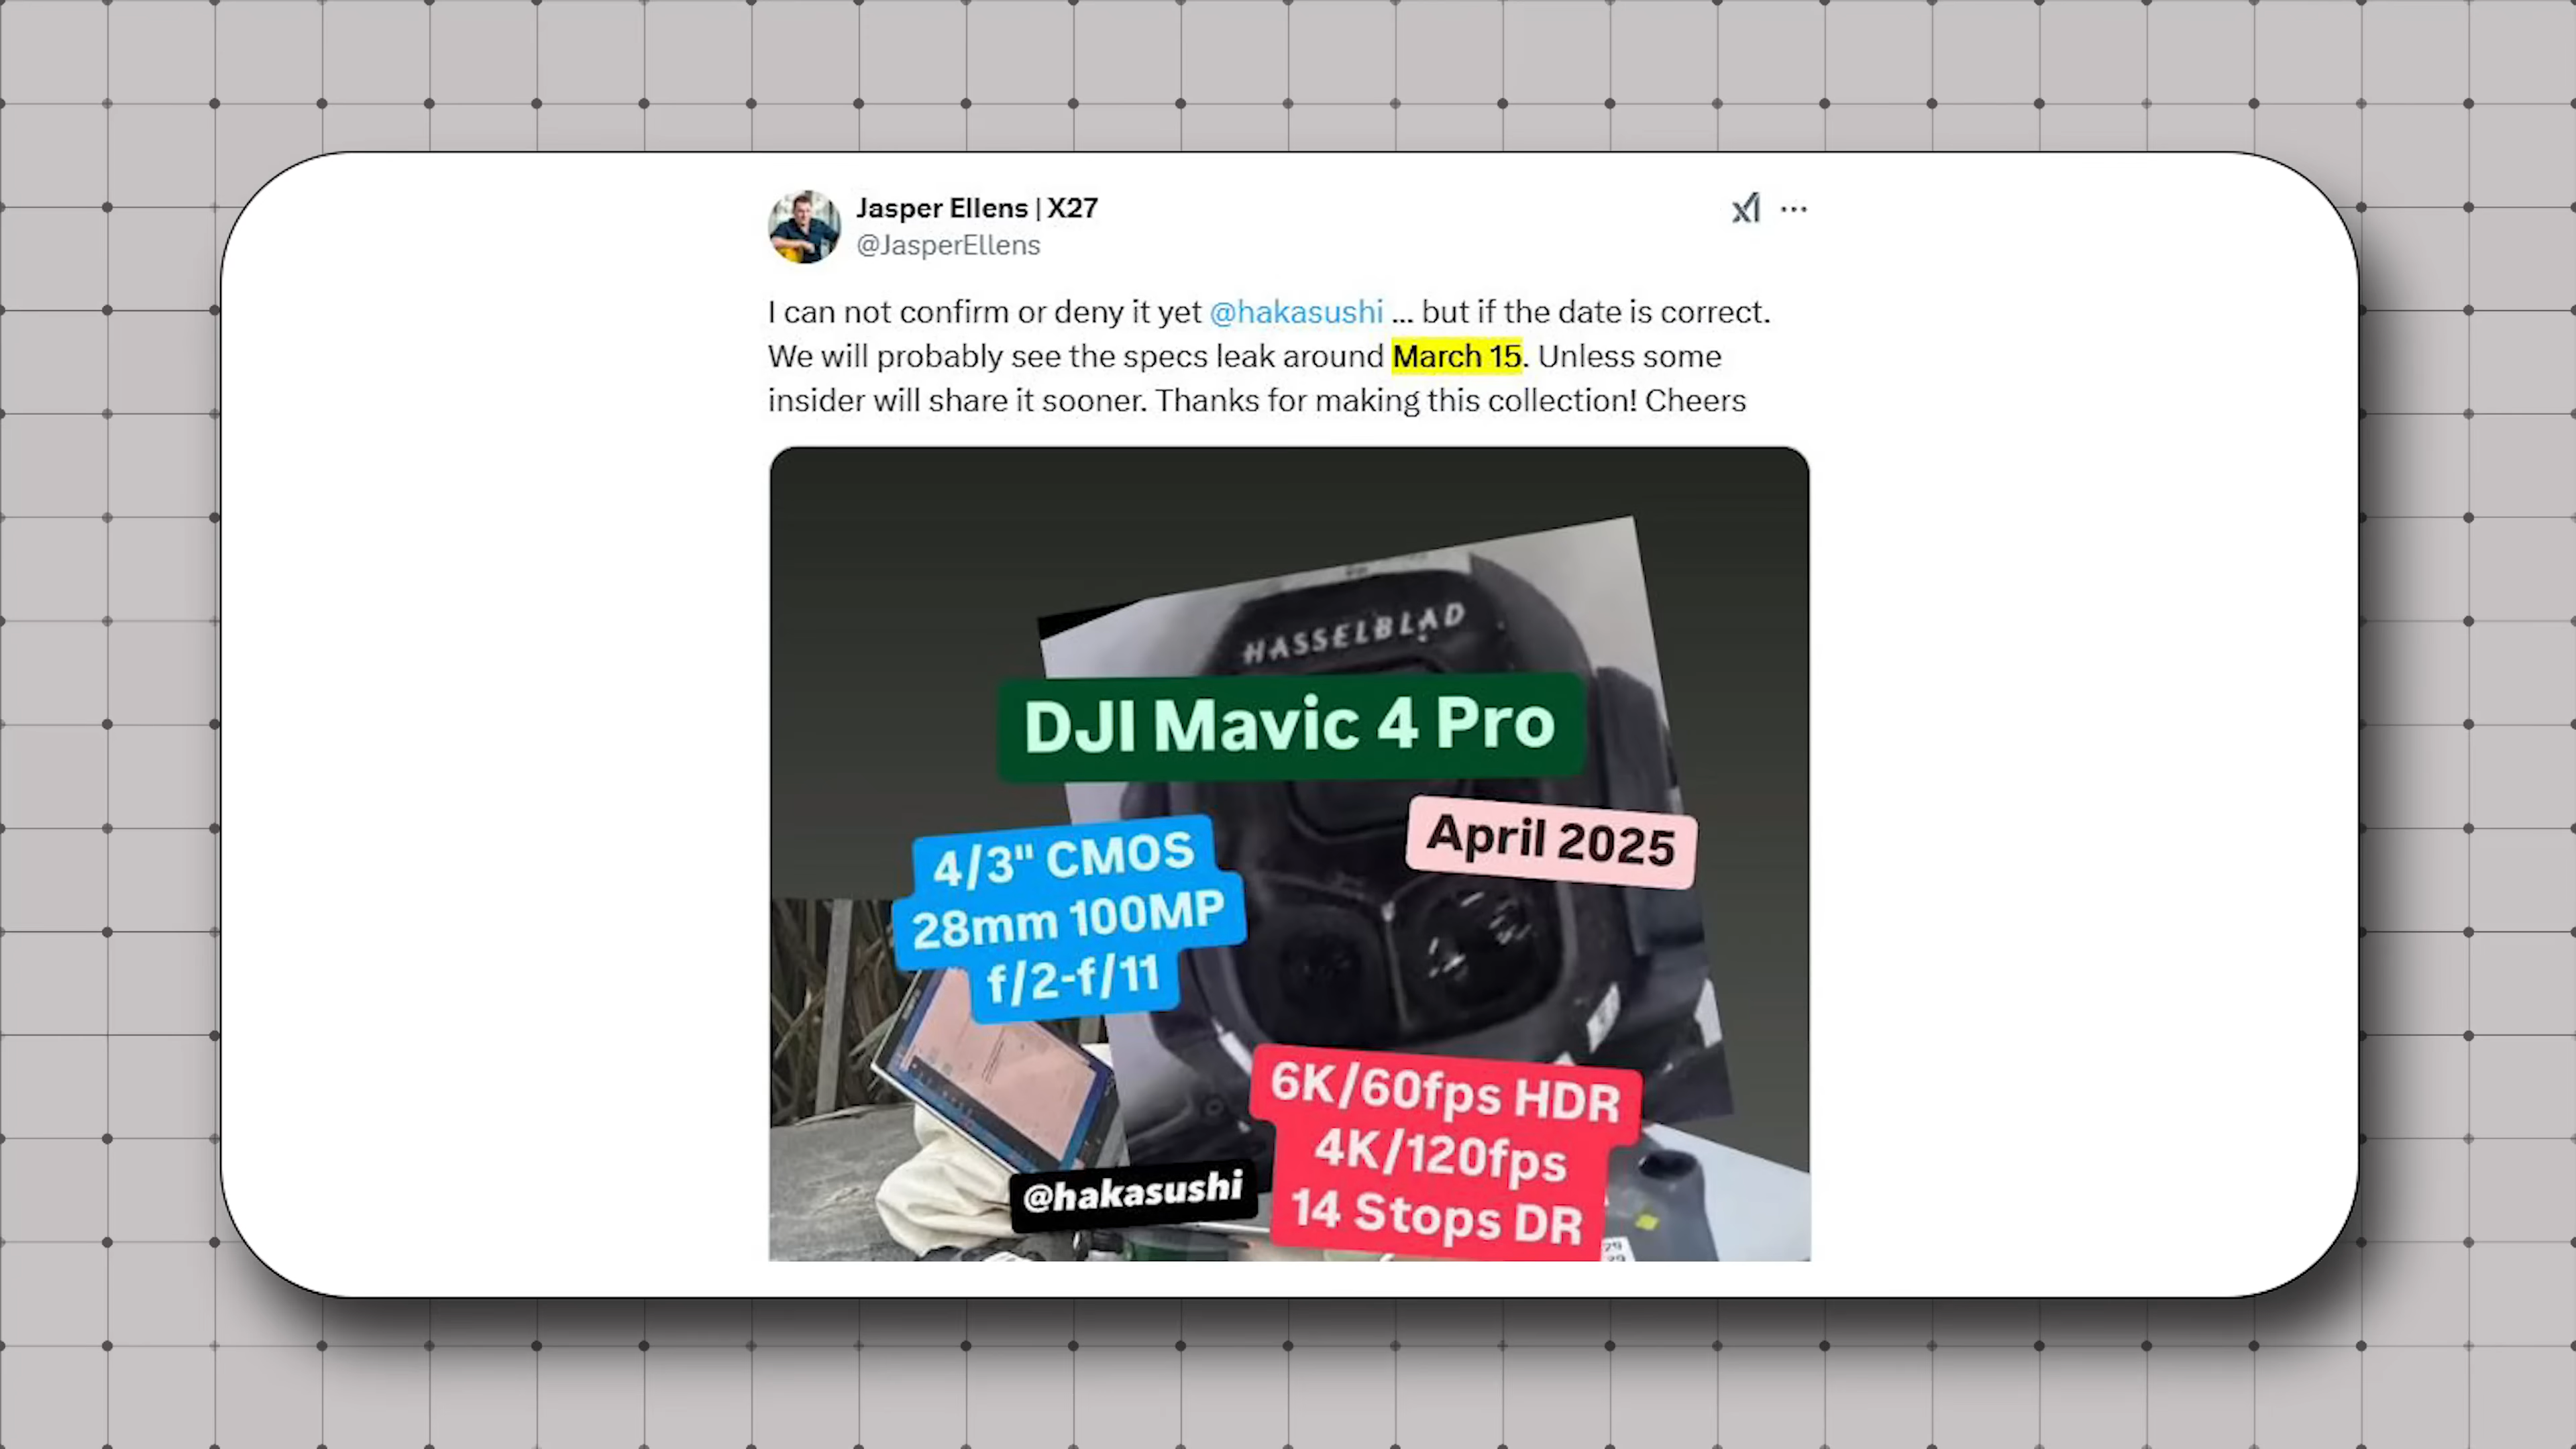 Jasper Ellens | X27
@JasperEllens
I can not confirm or deny it yet @hakasushi ... but if the date is correct.
We will probably see the specs leak around March 15. Unless some
insider will share it sooner. Thanks for making this collection! Cheers
HASSELBLAD
DJI Mavic 4 Pro
April 2025
4/3" CMOS
28mm 100MP
f/2-f/11
6K/60fps HDR
4K/120fps
14 Stops DR
@hakasushi